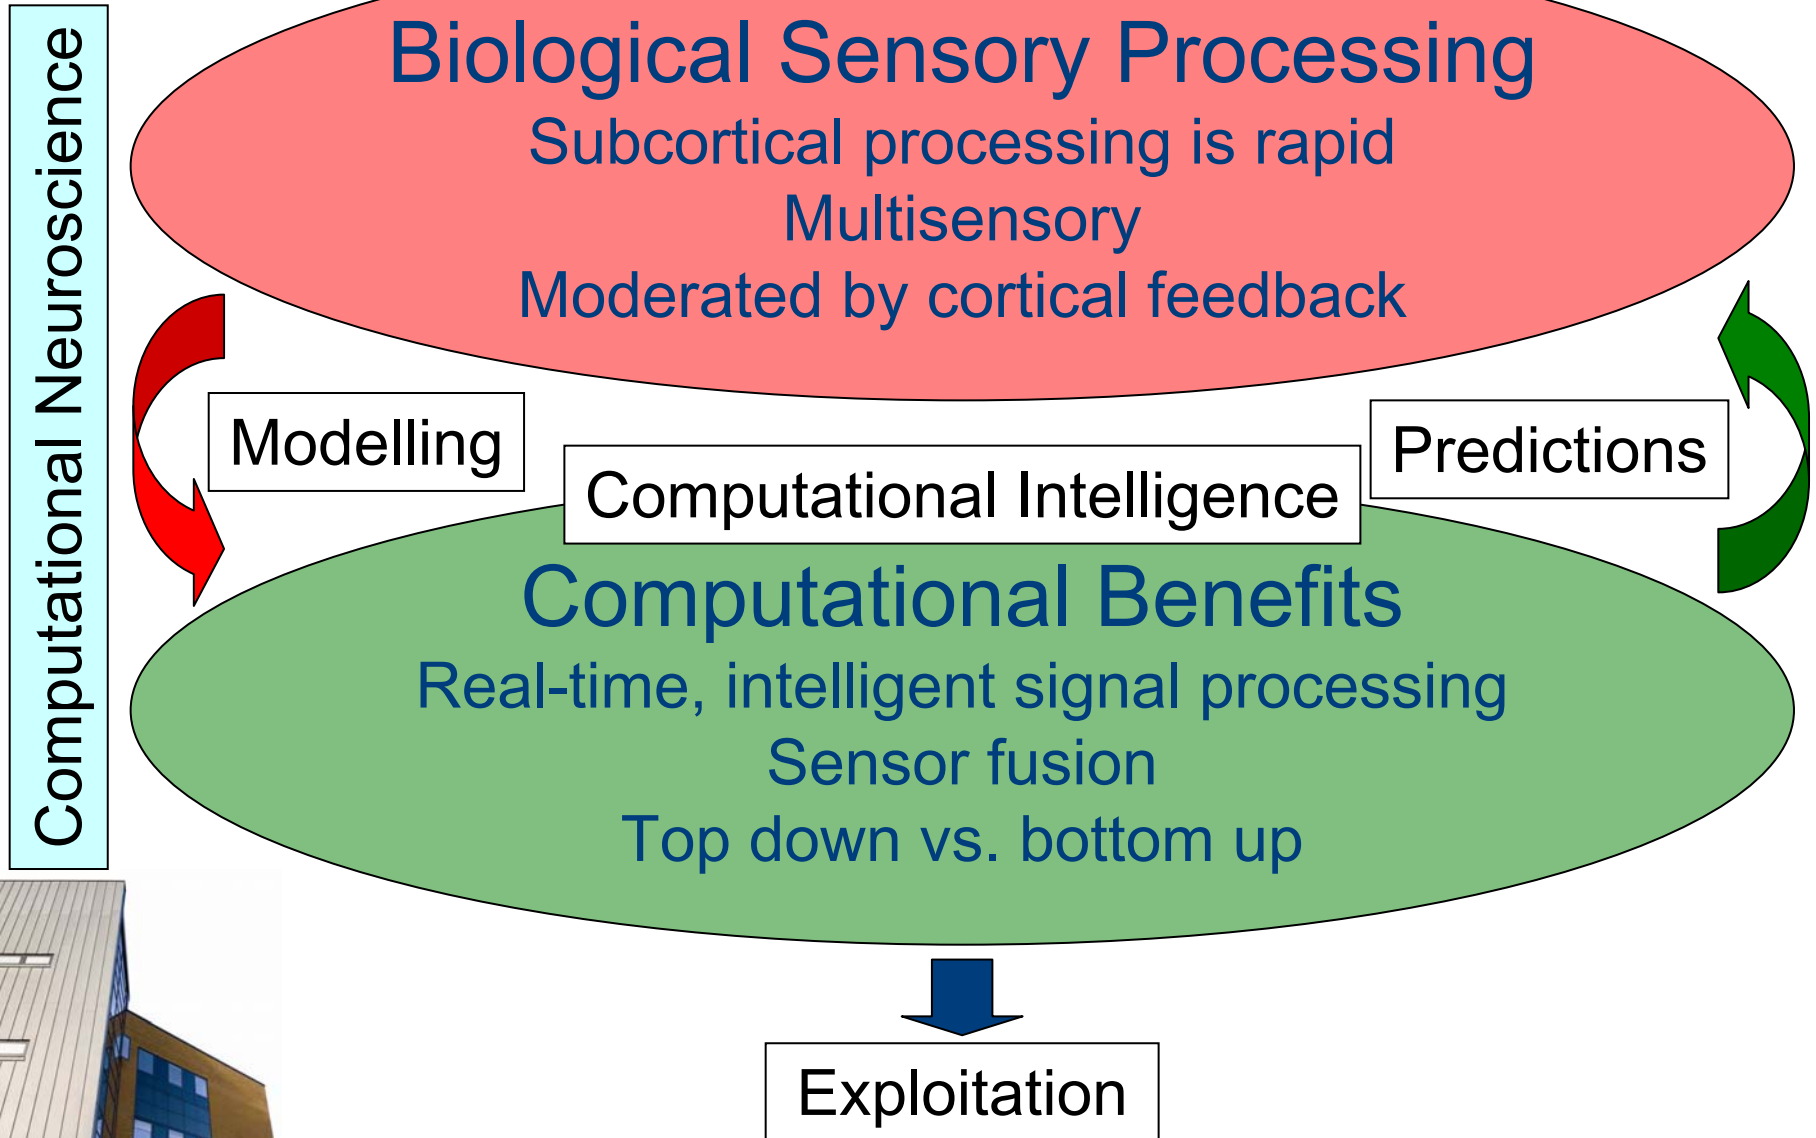 Computational Neuroscience
Biological Sensory Processing
Subcortical processing is rapid
Multisensory
Moderated by cortical feedback
Modelling
Predictions
Computational Intelligence
Computational Benefits
Real-time, intelligent signal processing
Sensor fusion
Top down vs. bottom up
Exploitation